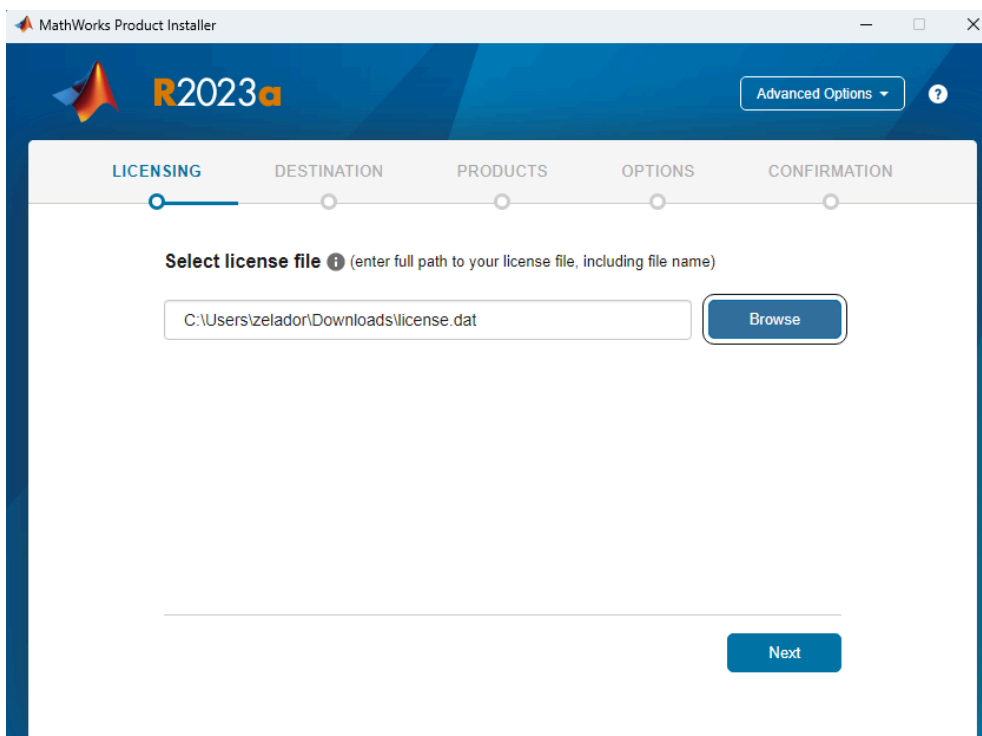 MathWorks Product Installer
R2023a
Advanced Options
?
LICENSING DESTINATION PRODUCTS OPTIONS CONFIRMATION
Select license file i (enter full path to your license file, including file name)
C:\Users\zelador\Downloads\license.dat
Browse
Next